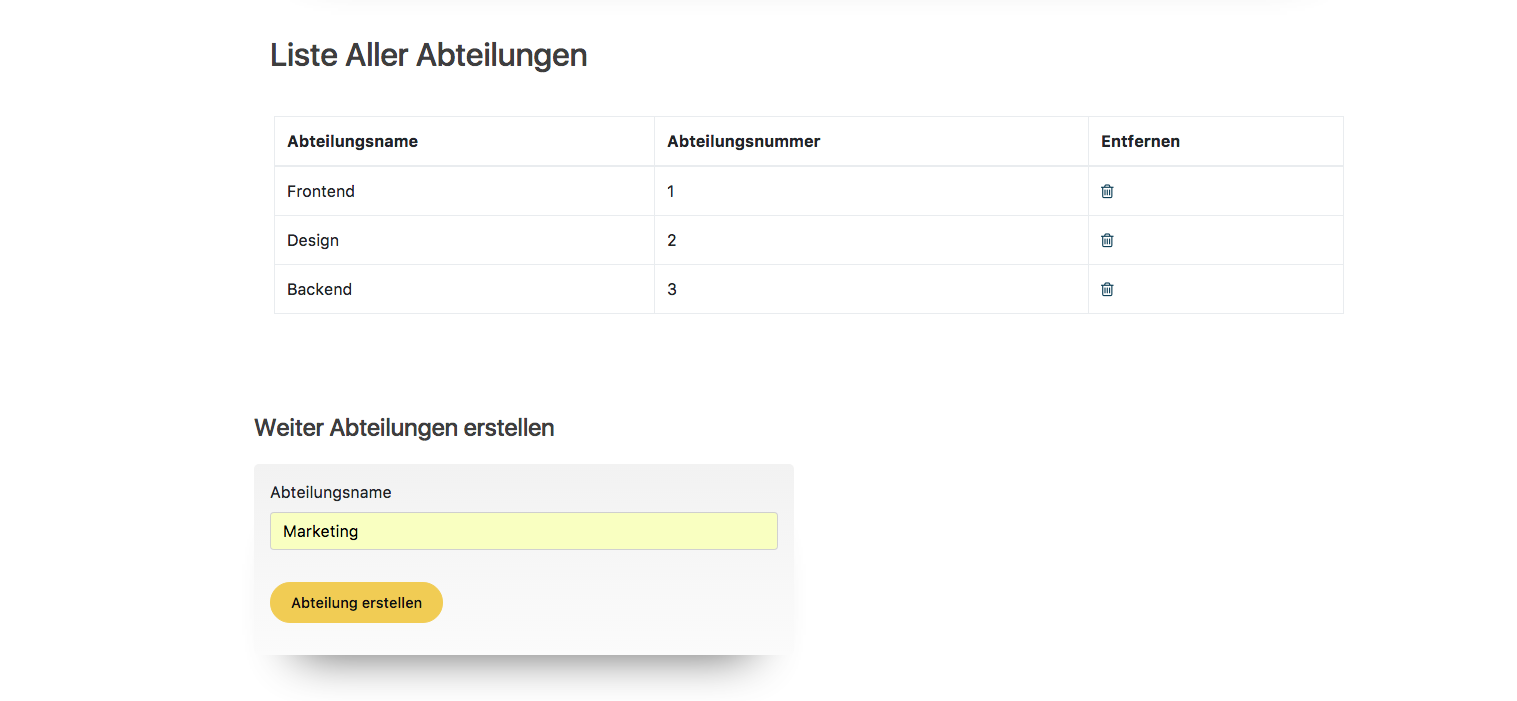 Liste Aller Abteilungen
Abteilungsname Abteilungsnummer Entfernen
Frontend 1
Design 2
Backend 3
Weiter Abteilungen erstellen
Abteilungsname
Marketing
Abteilung erstellen